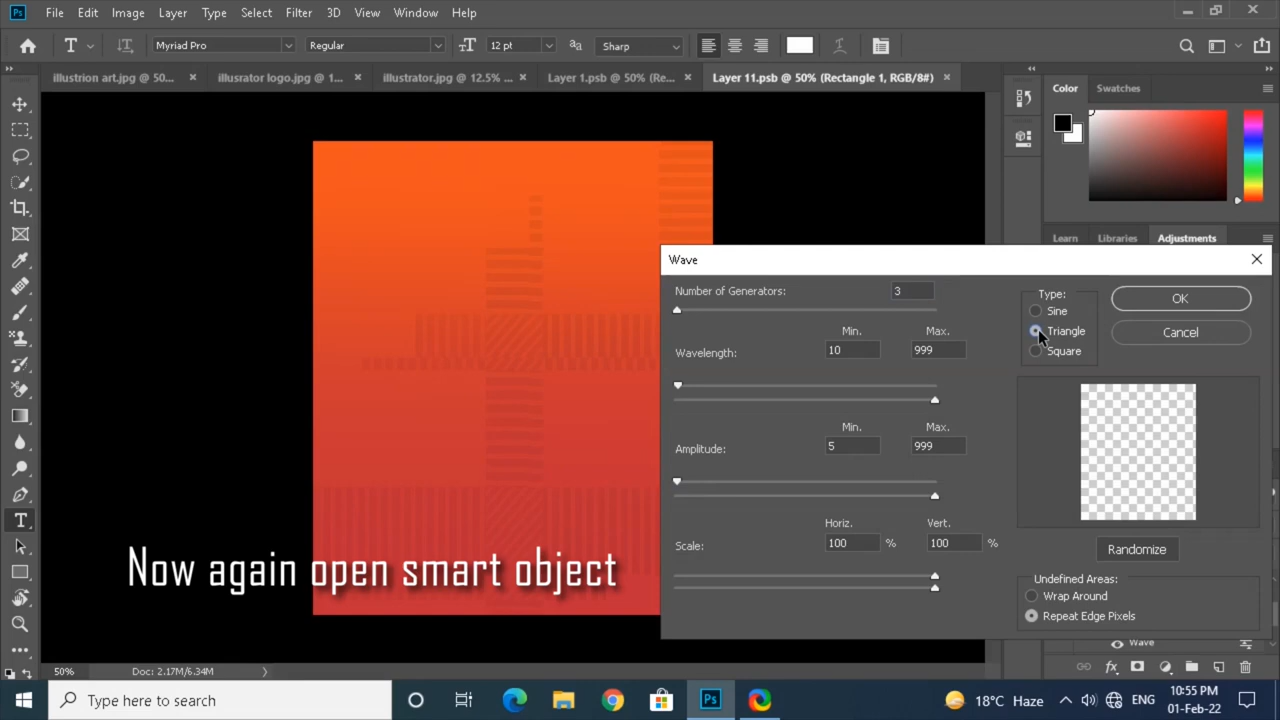 Ps File Edit Image Layer Type Select Filter 3D View Window Help
T Myriad Pro Regular 12 pt aa Sharp
illustrion art.jpg @ 50... × illusrator logo.jpg @ 1... × illustrator.jpg @ 12.5% ... × Layer 1.psb @ 50% (Re... × Layer 11.psb @ 50% (Rectangle 1, RGB/8#) ×
Color Swatches
Learn Libraries Adjustments
Wave
Number of Generators: 3
Type:
Sine
Triangle
Square
OK
Cancel
Min. Max.
Wavelength: 10 999
Min. Max.
Amplitude: 5 999
Horiz. Vert.
Scale: 100 % 100 %
Randomize
Undefined Areas:
Wrap Around
Repeat Edge Pixels
Now again open smart object
Wave
fx
50% Doc: 2.17M/6.34M
Type here to search
Ps
18°C Haze ENG 10:55 PM
01-Feb-22